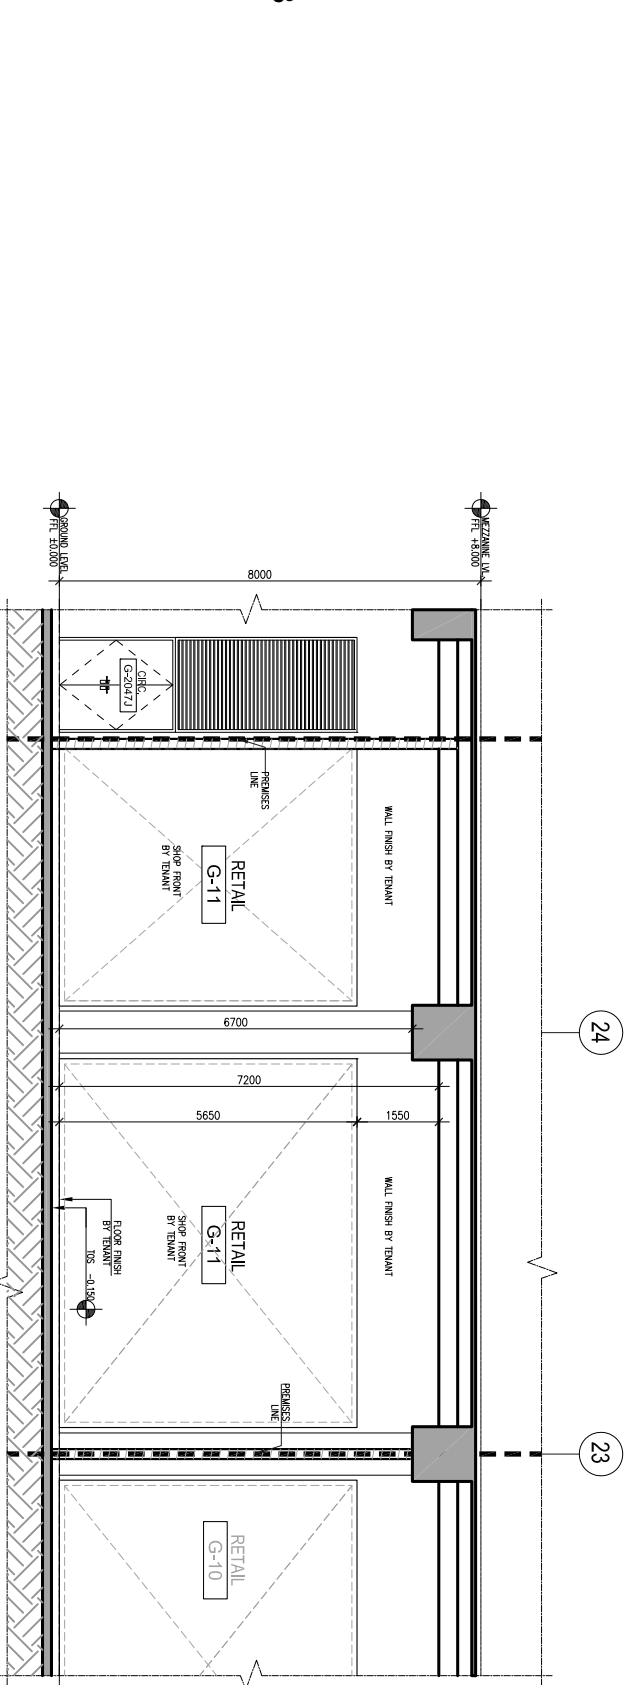 MEZZANINE LVL
FFL +8.000
GROUND LEVEL
FFL ±0.000
8000
CIRC.
G-2047J
PREMISES
LINE
WALL FINISH BY TENANT
RETAIL
G-11
SHOP FRONT
BY TENANT
24
6700
7200
5650
1550
WALL FINISH BY TENANT
RETAIL
G-11
SHOP FRONT
BY TENANT
FLOOR FINISH
BY TENANT
TOS -0.150
PREMISES
LINE
23
RETAIL
G-10